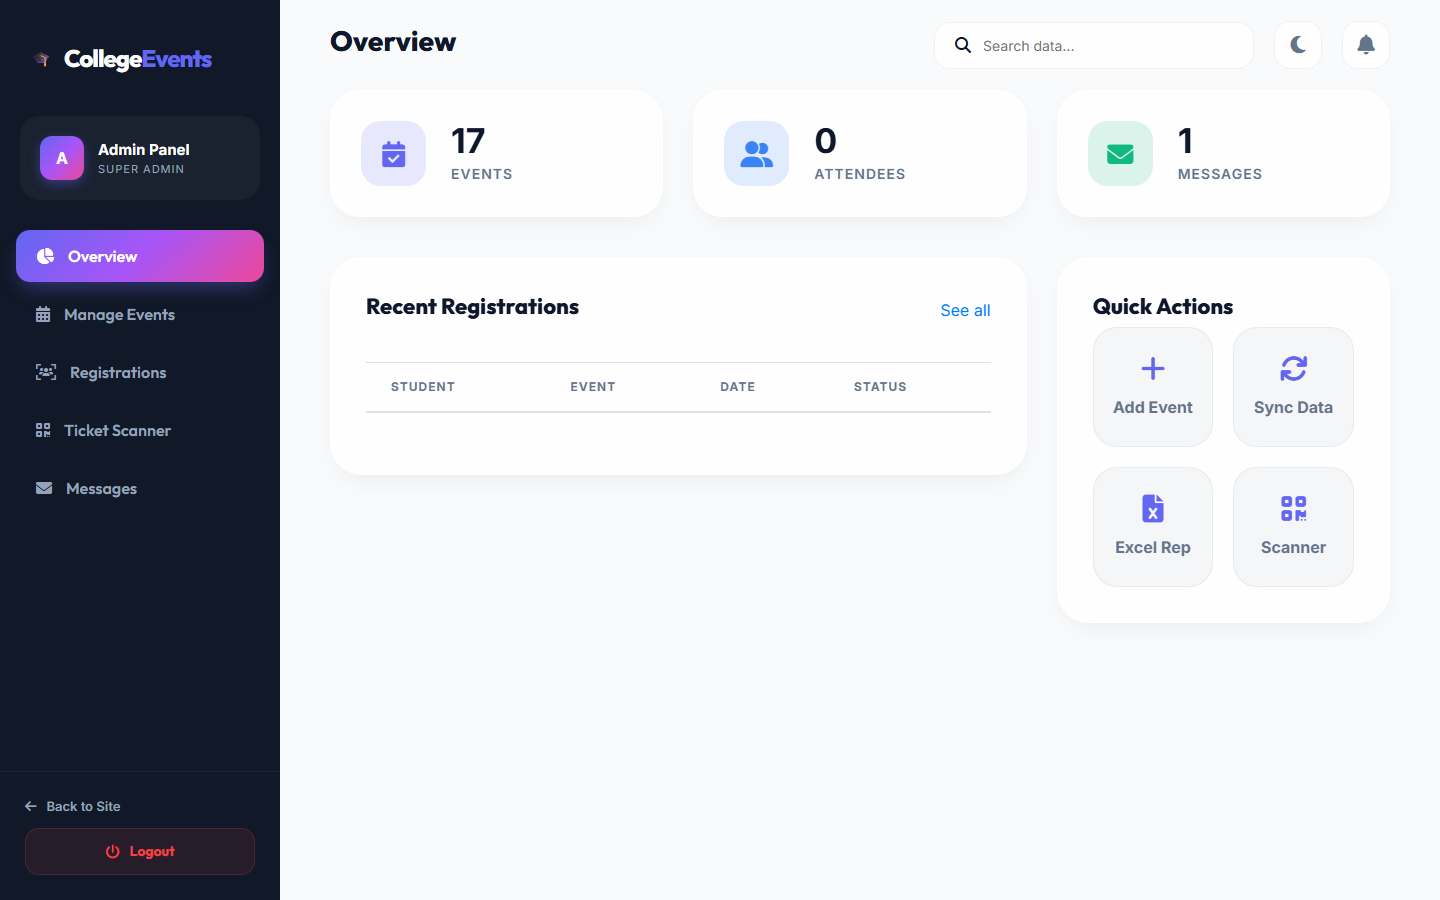 CollegeEvents
A
Admin Panel
SUPER ADMIN
Overview
Manage Events
Registrations
Ticket Scanner
Messages
Back to Site
Logout
Overview
Search data...
17
EVENTS
0
ATTENDEES
1
MESSAGES
Recent Registrations
See all
STUDENT EVENT DATE STATUS
Quick Actions
Add Event
Sync Data
Excel Rep
Scanner